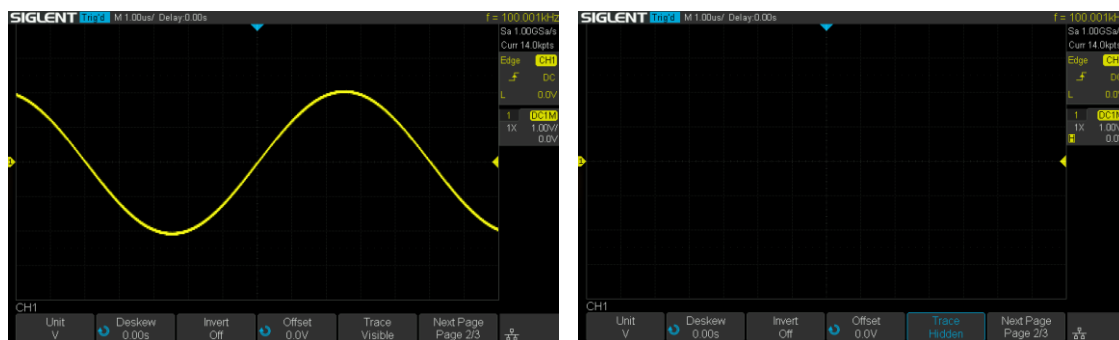 SIGLENT Trig'd M 1.00us/ Delay:0.00s f = 100.001kHz
Sa 1.00GSa/s
Curr 14.0kpts
Edge CH1
DC
L 0.0V
1 DC1M
1X 1.00V/
0.0V
1
CH1
Unit Deskew Invert Offset Trace Next Page
V 0.00s Off 0.0V Visible Page 2/3
SIGLENT Trig'd M 1.00us/ Delay:0.00s f = 100.001kH
Sa 1.00GSa/
Curr 14.0kpts
Edge CH
DC
L 0.0
1 DC1M
1X 1.00V
H 0.0
1
CH1
Unit Deskew Invert Offset Trace Next Page
V 0.00s Off 0.0V Hidden Page 2/3